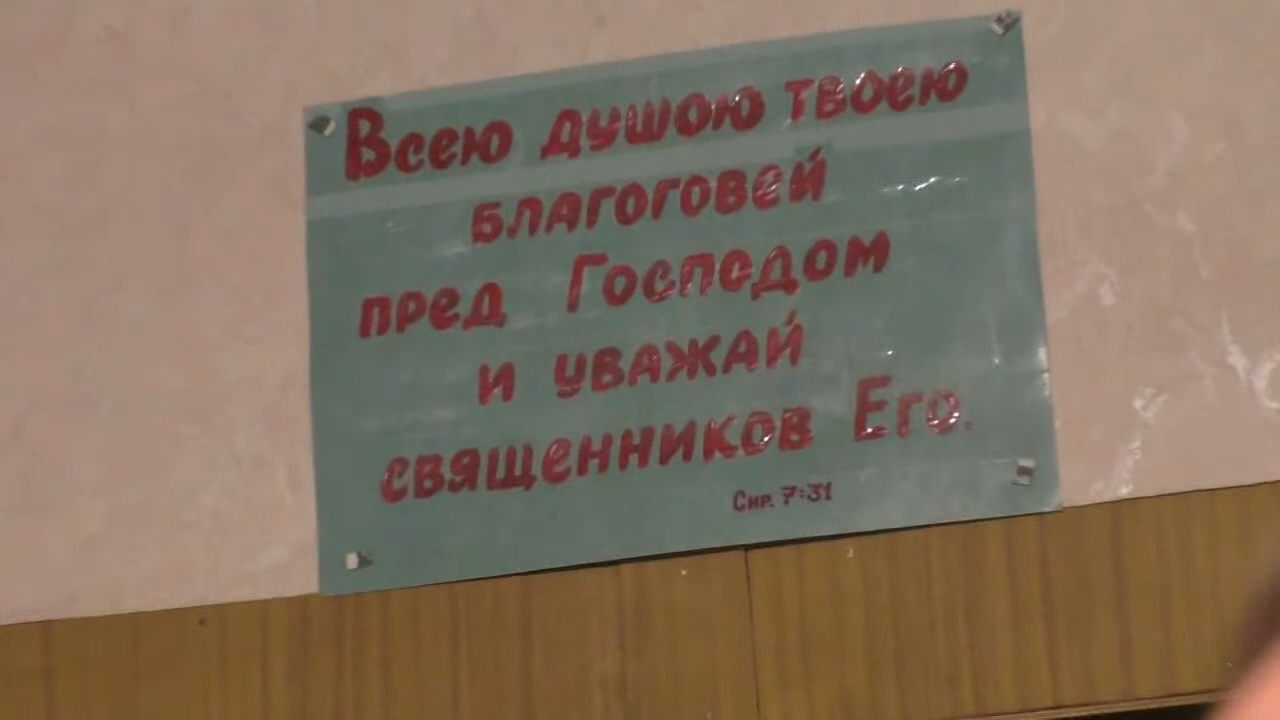 Всею душою твоею
благоговей
пред Господом
и уважай
священников Его.
Сир. 7:31